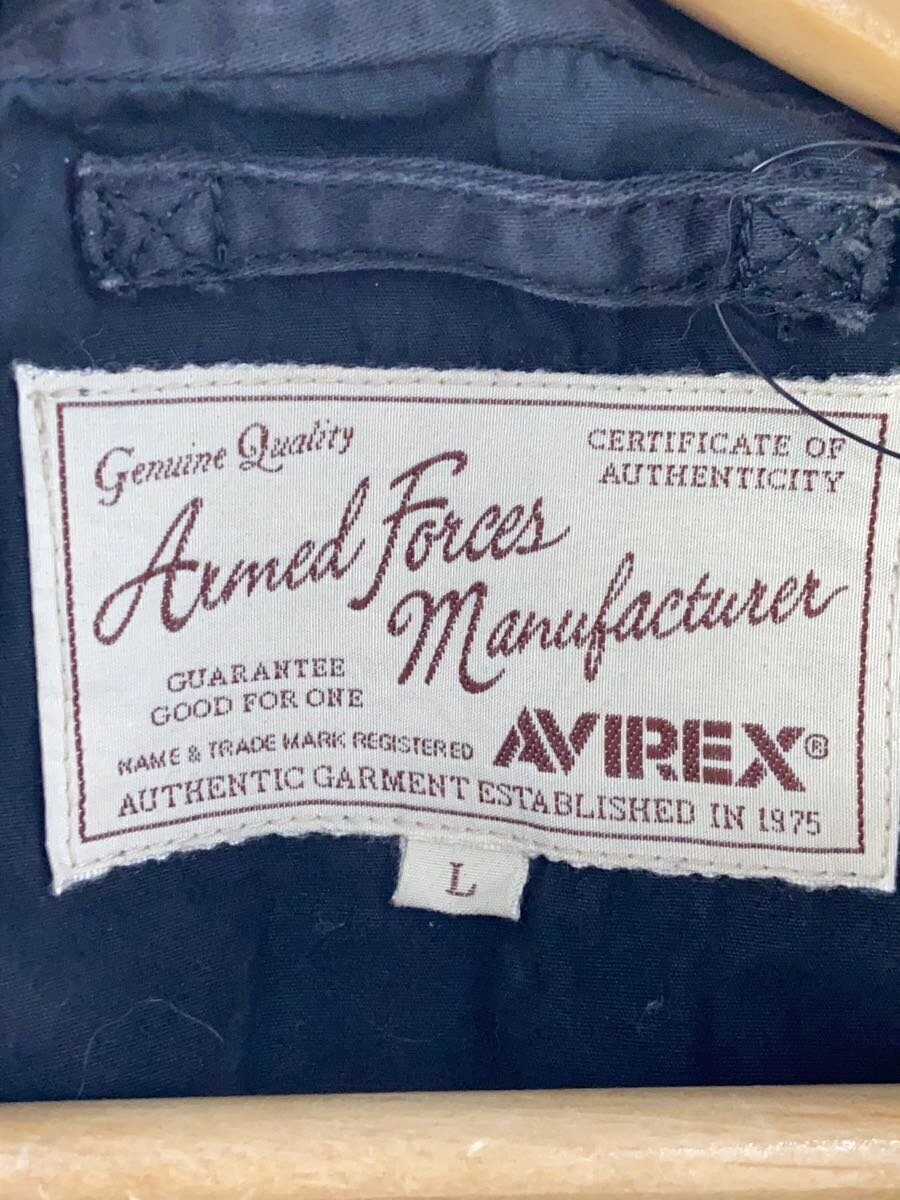 Genuine Quality
CERTIFICATE OF
AUTHENTICITY
Armed Forces
Manufacturer
GUARANTEE
GOOD FOR ONE
NAME & TRADE MARK REGISTERED
AVIREX®
AUTHENTIC GARMENT ESTABLISHED IN 1975
L